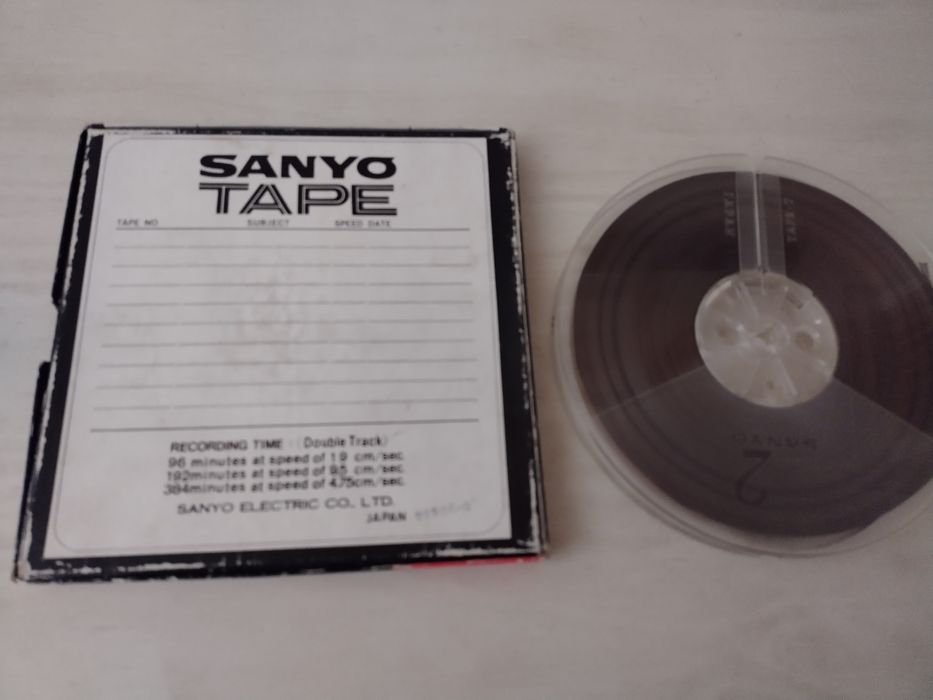 SANYO
TAPE
TAPE NO SUBJECT SPEED DATE
RECORDING TIME : (Double Track)
96 minutes at speed of 19 cm/sec.
192minutes at speed of 9.5 cm/sec.
384minutes at speed of 4.75cm/sec.
SANYO ELECTRIC CO., LTD.
JAPAN
JAPAN
SANYO
2